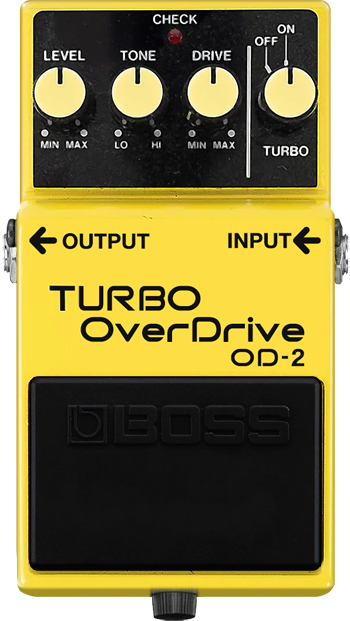 CHECK
LEVEL TONE DRIVE OFF ON
MIN MAX LO HI MIN MAX TURBO
OUTPUT INPUT
TURBO
OverDrive
OD-2
BOSS